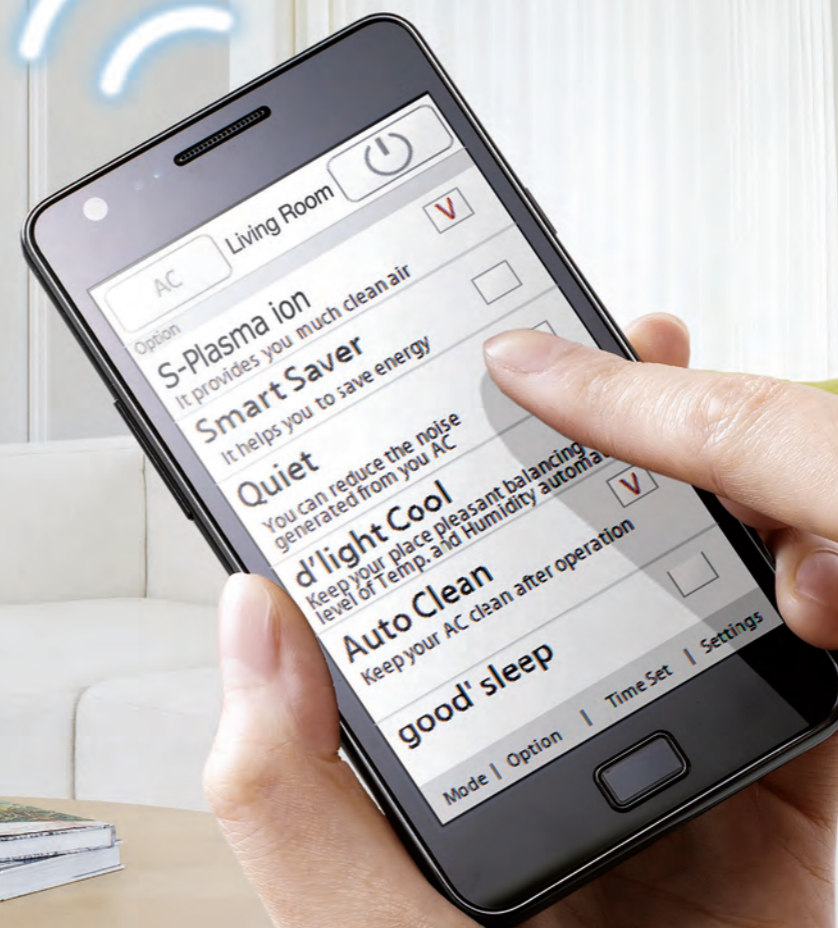 AC
Living Room
Option
S-Plasma ion
V
It provides you much clean air
Smart Saver
It helps you to save energy
Quiet
You can reduce the noise
generated from you AC
d'light Cool
Keep your place pleasant balancing
level of Temp. and Humidity
V
Auto Clean
Keep your AC clean after operation
good' sleep
Mode | Option | Time Set | Settings